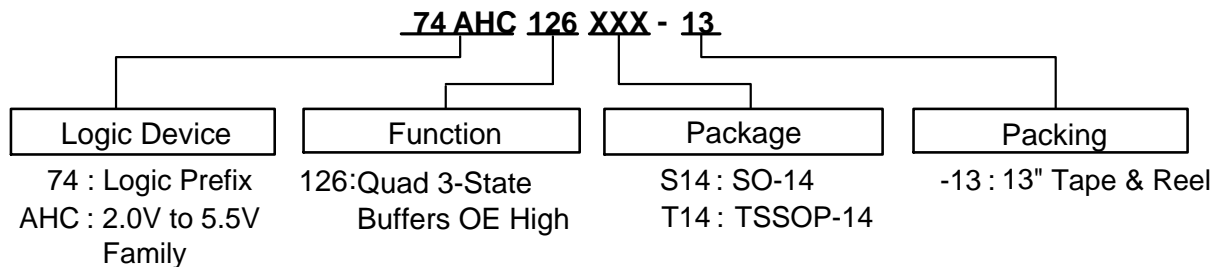 74 AHC 126 XXX - 13
Logic Device
74 : Logic Prefix
AHC : 2.0V to 5.5V
Family
Function
126:Quad 3-State
Buffers OE High
Package
S14 : SO-14
T14 : TSSOP-14
Packing
-13 : 13" Tape & Reel